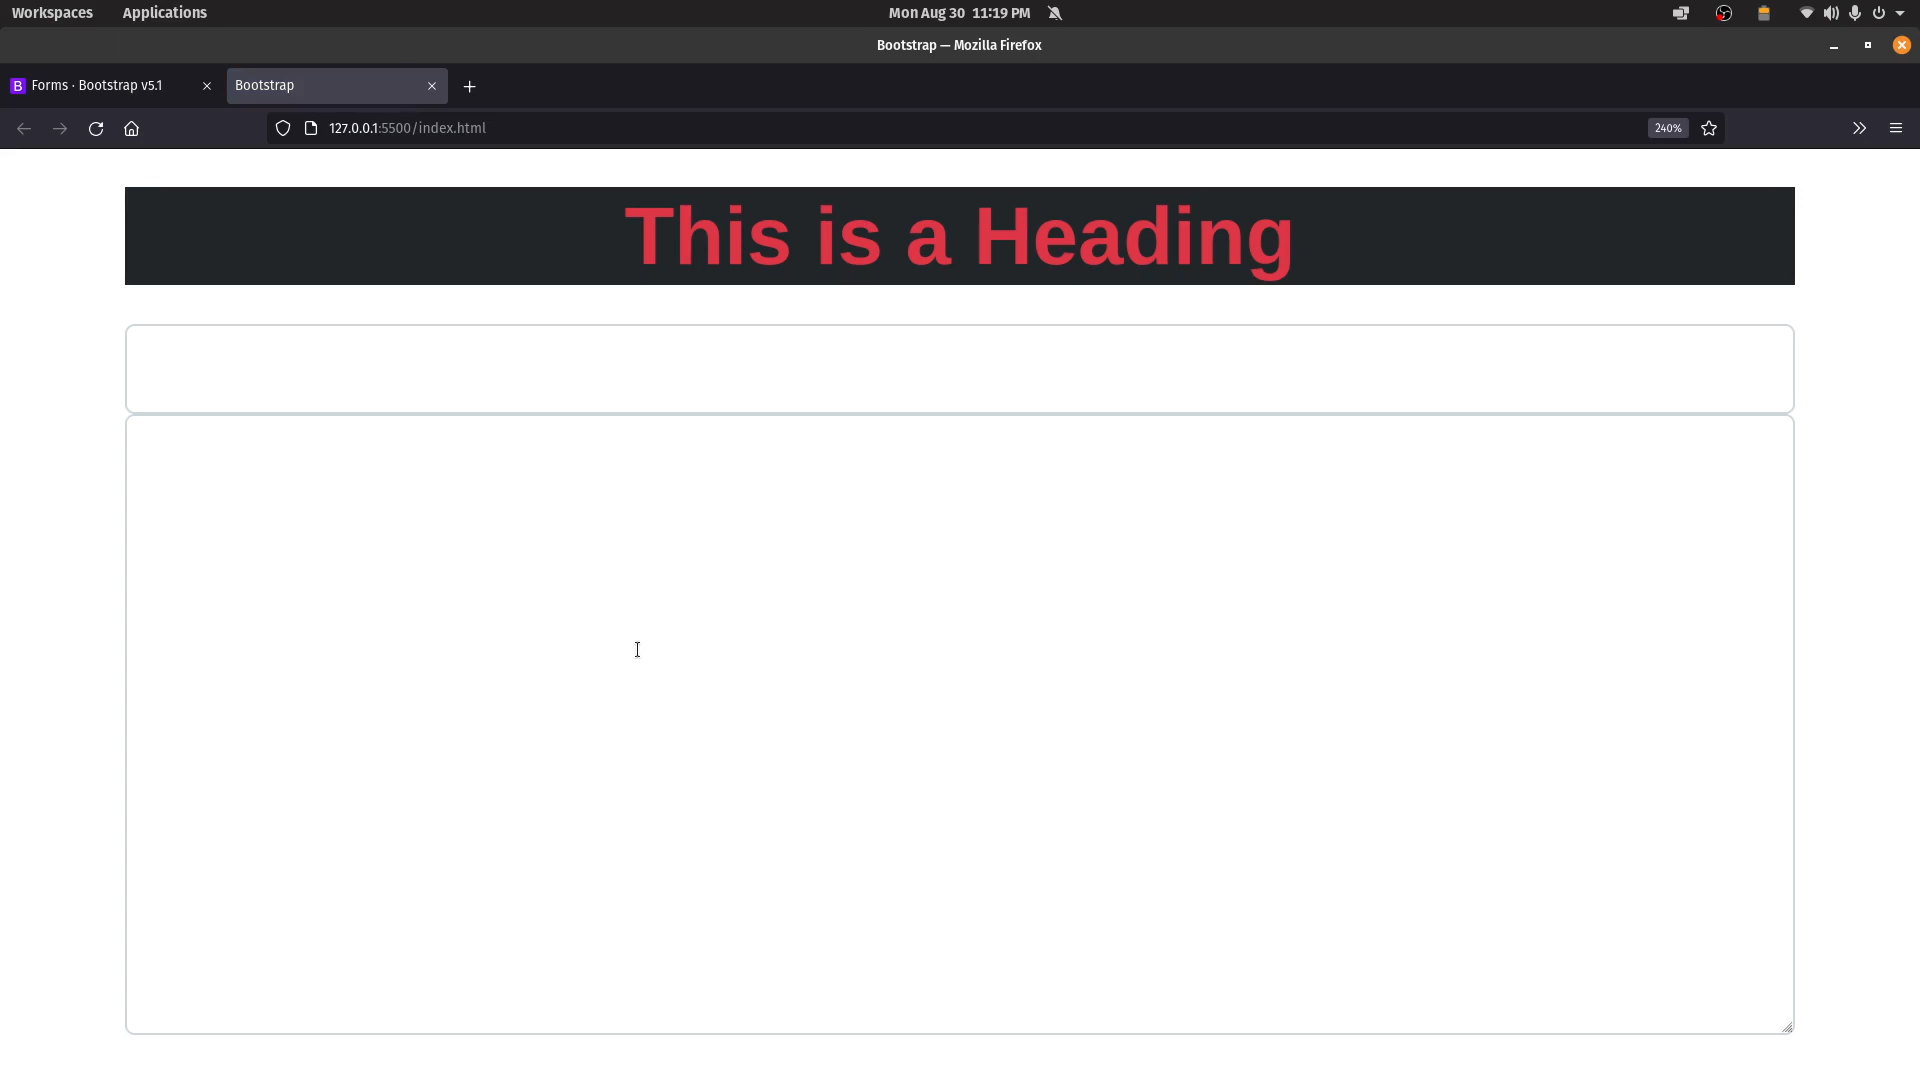 Workspaces Applications Mon Aug 30 11:19 PM
Bootstrap — Mozilla Firefox
B Forms · Bootstrap v5.1 Bootstrap
127.0.0.1:5500/index.html 240%
This is a Heading